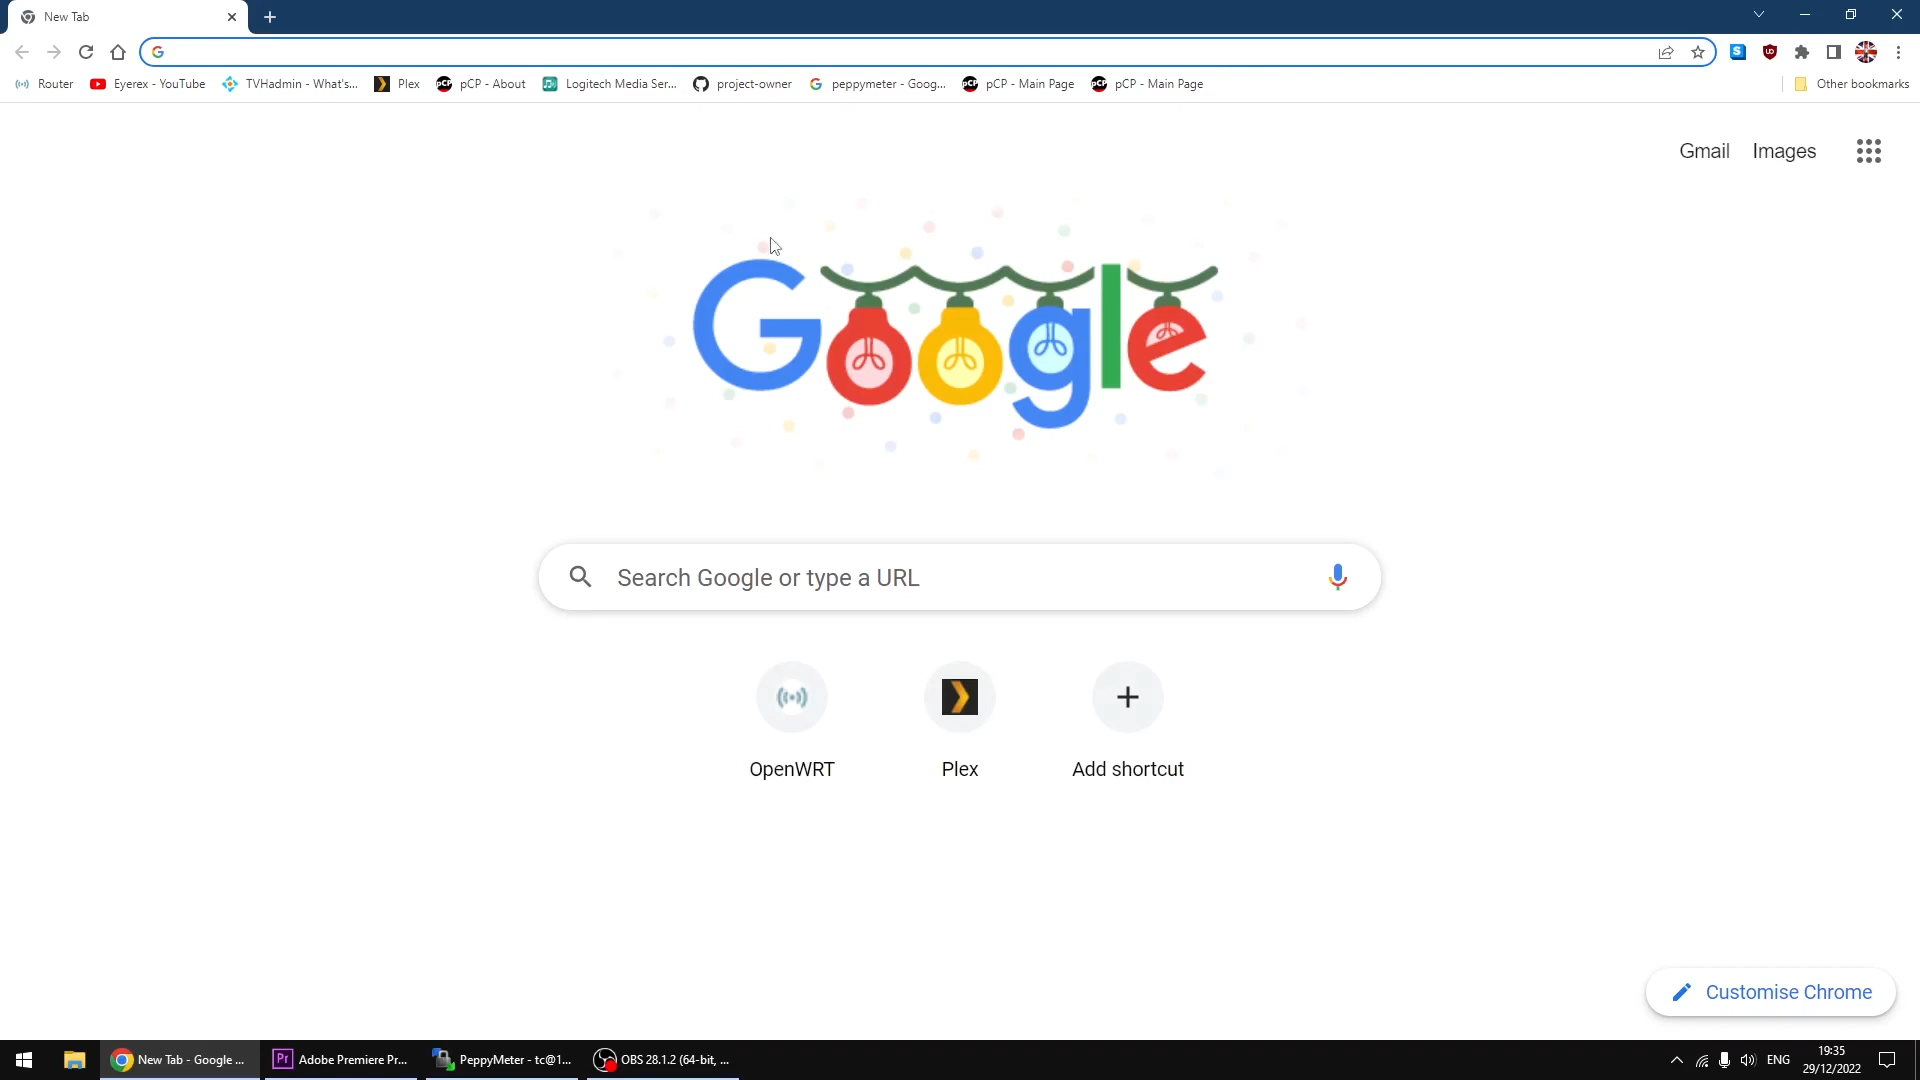 New Tab
Router
Eyerex - YouTube
TVHadmin - What's...
Plex
pCP - About
Logitech Media Ser...
project-owner
peppymeter - Goog...
pCP - Main Page
pCP - Main Page
Other bookmarks
Gmail
Images
Google
Search Google or type a URL
OpenWRT
Plex
Add shortcut
Customise Chrome
New Tab - Google ...
Adobe Premiere Pr...
PeppyMeter - tc@1...
OBS 28.1.2 (64-bit, ...
ENG
19:35
29/12/2022